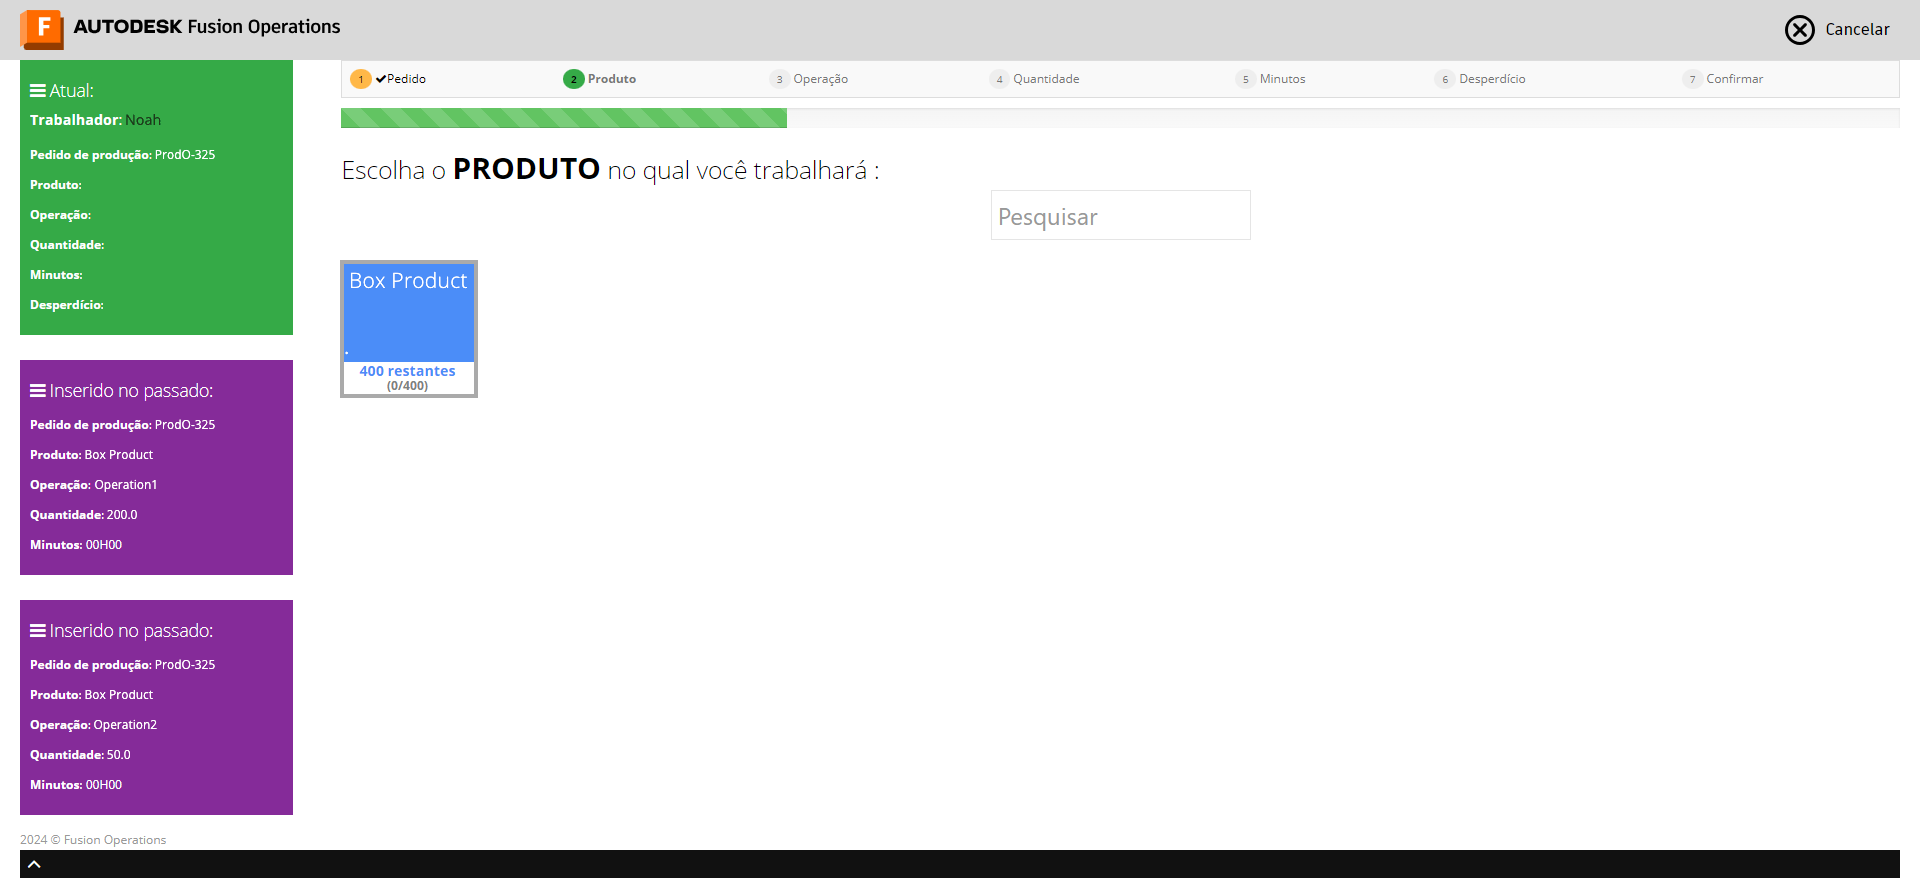 F AUTODESK Fusion Operations
Cancelar
Atual:
Trabalhador: Noah
Pedido de produção: ProdO-325
Produto:
Operação:
Quantidade:
Minutos:
Desperdício:
Inserido no passado:
Pedido de produção: ProdO-325
Produto: Box Product
Operação: Operation1
Quantidade: 200.0
Minutos: 00H00
Inserido no passado:
Pedido de produção: ProdO-325
Produto: Box Product
Operação: Operation2
Quantidade: 50.0
Minutos: 00H00
2024 © Fusion Operations
1 ✔Pedido
2 Produto
3 Operação
4 Quantidade
5 Minutos
6 Desperdício
7 Confirmar
Escolha o PRODUTO no qual você trabalhará :
Pesquisar
Box Product
.
400 restantes
(0/400)